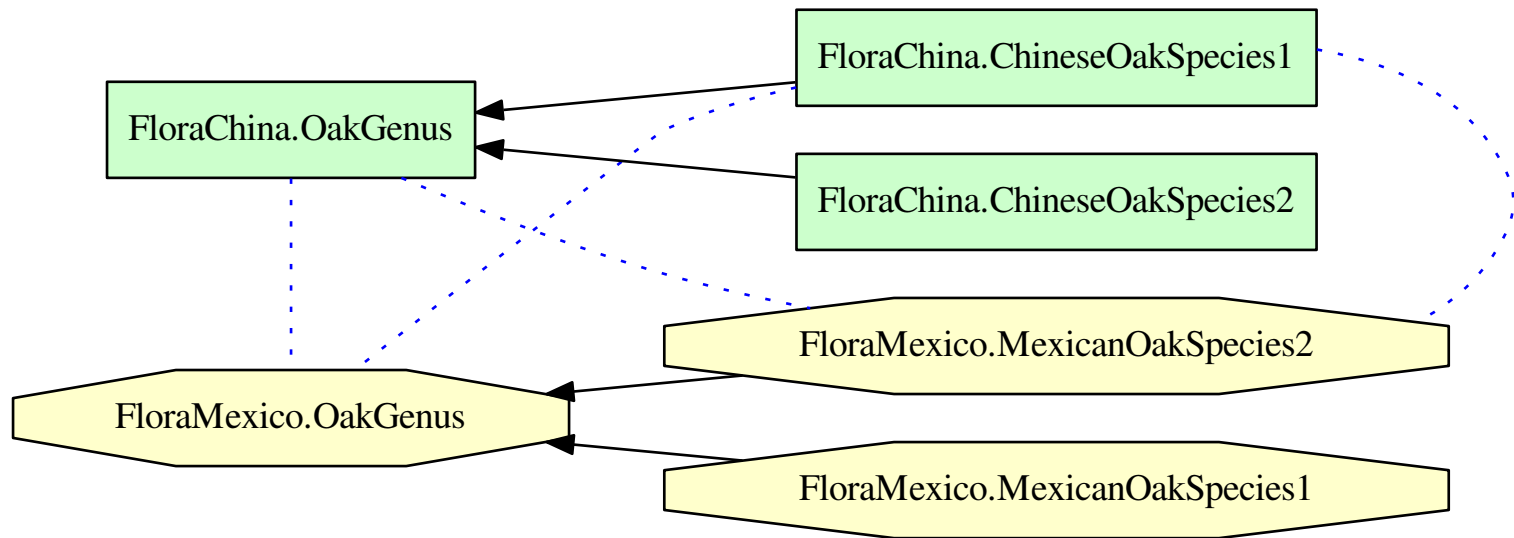 FloraChina.ChineseOakSpecies1
FloraChina.OakGenus
FloraChina.ChineseOakSpecies2
FloraMexico.MexicanOakSpecies2
FloraMexico.OakGenus
FloraMexico.MexicanOakSpecies1